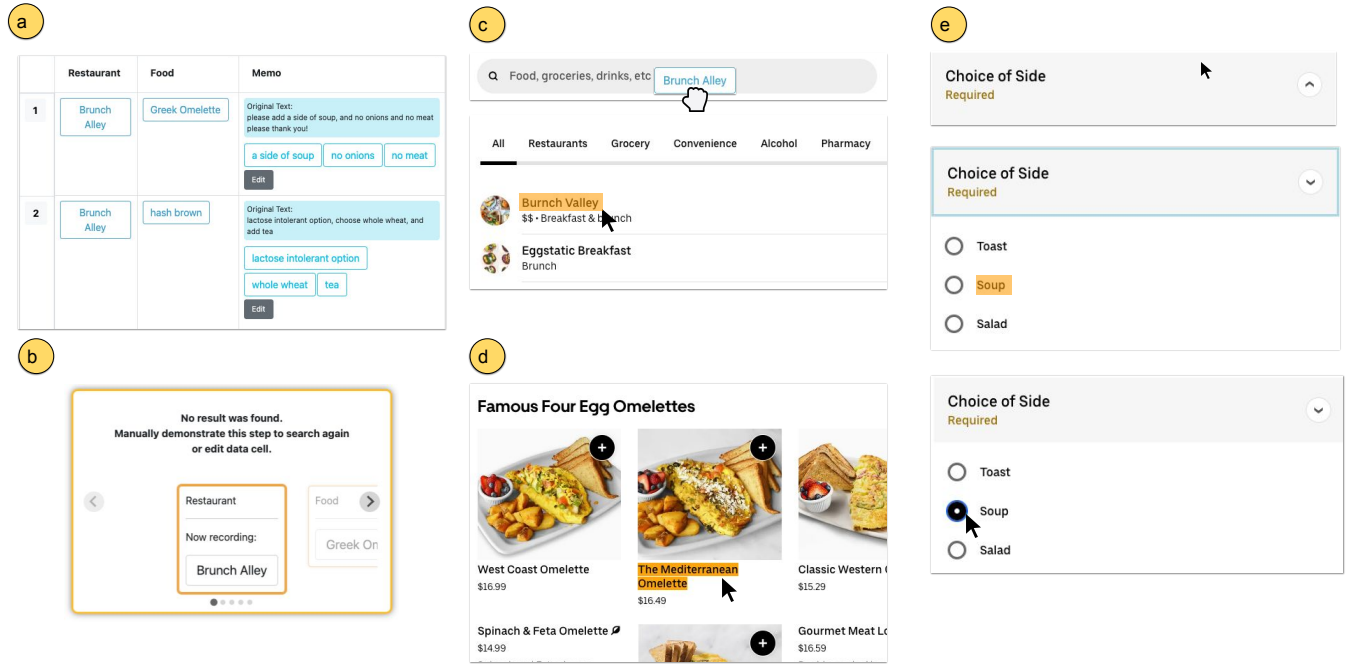 a
Restaurant Food Memo
1
Brunch Alley
Greek Omelette
Original Text:
please add a side of soup, and no onions and no meat
please thank you!
a side of soup no onions no meat
Edit
2
Brunch Alley
hash brown
Original Text:
lactose intolerant option, choose whole wheat, and
add tea
lactose intolerant option
whole wheat tea
Edit
b
No result was found.
Manually demonstrate this step to search again
or edit data cell.
Restaurant
Now recording:
Brunch Alley
Food
Greek On
c
Food, groceries, drinks, etc
Brunch Alley
All Restaurants Grocery Convenience Alcohol Pharmacy
Burnch Valley
$$ • Breakfast & brunch
Eggstatic Breakfast
Brunch
d
Famous Four Egg Omelettes
West Coast Omelette
$16.99
The Mediterranean
Omelette
$16.49
Classic Western
$15.29
Spinach & Feta Omelette
$14.99
Gourmet Meat Lo
$16.59
e
Choice of Side
Required
Choice of Side
Required
Toast
Soup
Salad
Choice of Side
Required
Toast
Soup
Salad